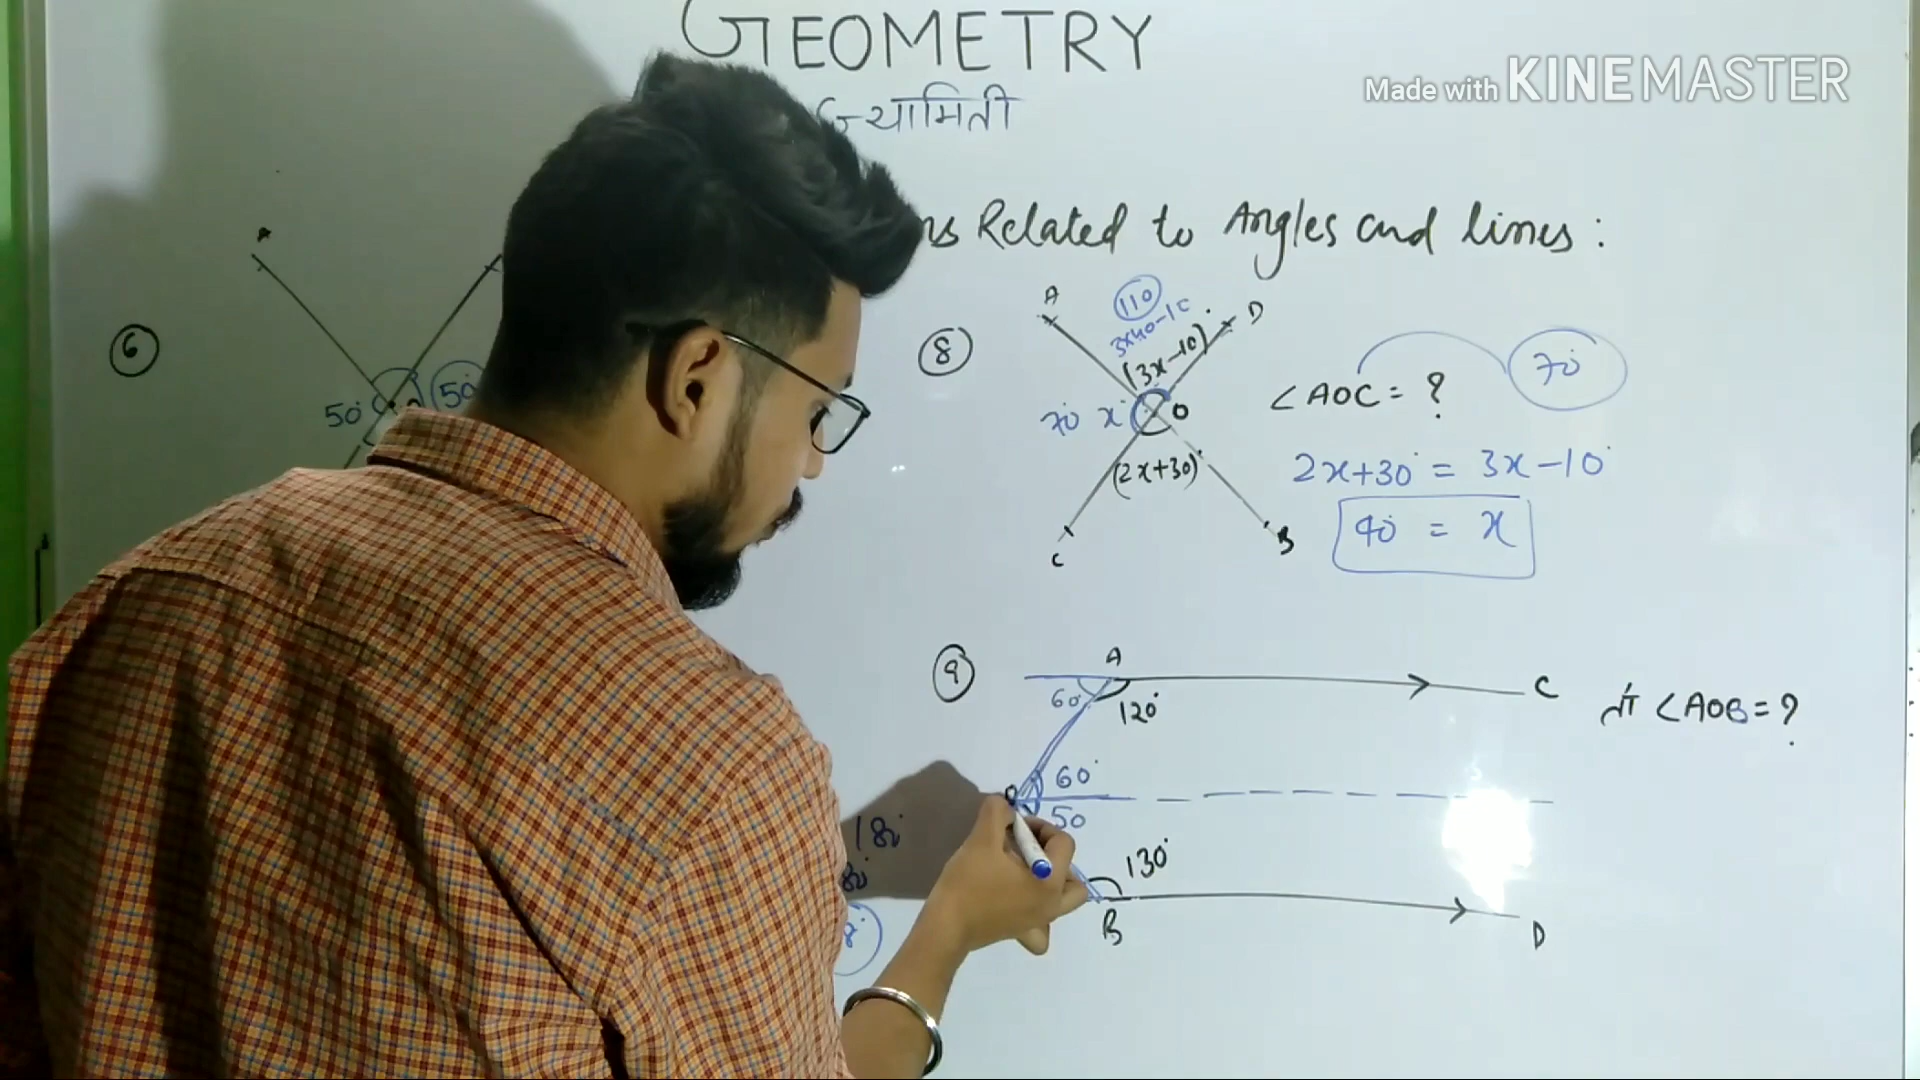 GEOMETRY
ज्यामिती
Made with KINEMASTER
ns Related to Angles and lines:
6
A
50°
50°
8
A
110
3x40-10
D
(3x-10)°
70° x°
O
(2x+30)°
C
B
∠AOC = ?
70°
2x+30° = 3x-10°
40° = x
9
A
C
60°
120°
तो ∠AOB = ?
O
60°
50
180°
130°
B
D